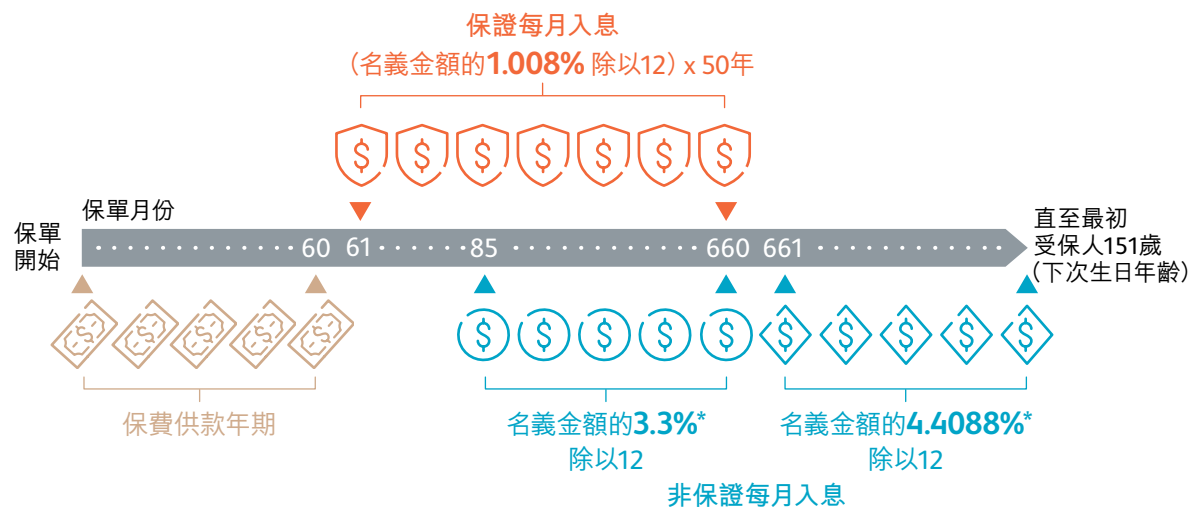 保證每月入息
（名義金額的1.008% 除以12）x 50年
$ $ $ $ $ $ $
保單月份
保單
開始
60 61 85 660 661
直至最初
受保人151歲
（下次生日年齡）
$ $ $ $ $ $ $ $ $ $ $ $ $ $ $
保費供款年期
名義金額的3.3%*
除以12
名義金額的4.4088%*
除以12
非保證每月入息